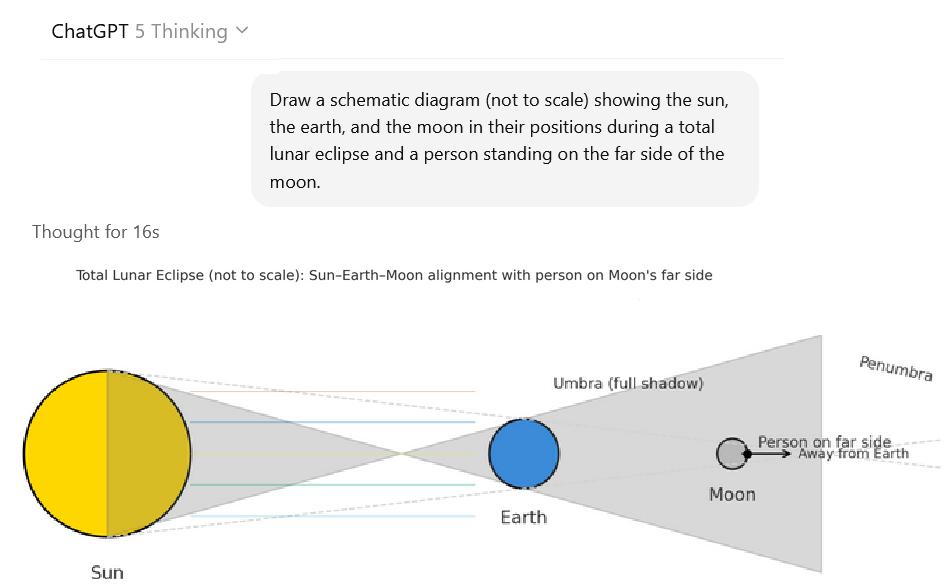 ChatGPT 5 Thinking
Draw a schematic diagram (not to scale) showing the sun,
the earth, and the moon in their positions during a total
lunar eclipse and a person standing on the far side of the
moon.
Thought for 16s
Total Lunar Eclipse (not to scale): Sun–Earth–Moon alignment with person on Moon's far side
Penumbra
Umbra (full shadow)
Person on far side
Away from Earth
Moon
Earth
Sun